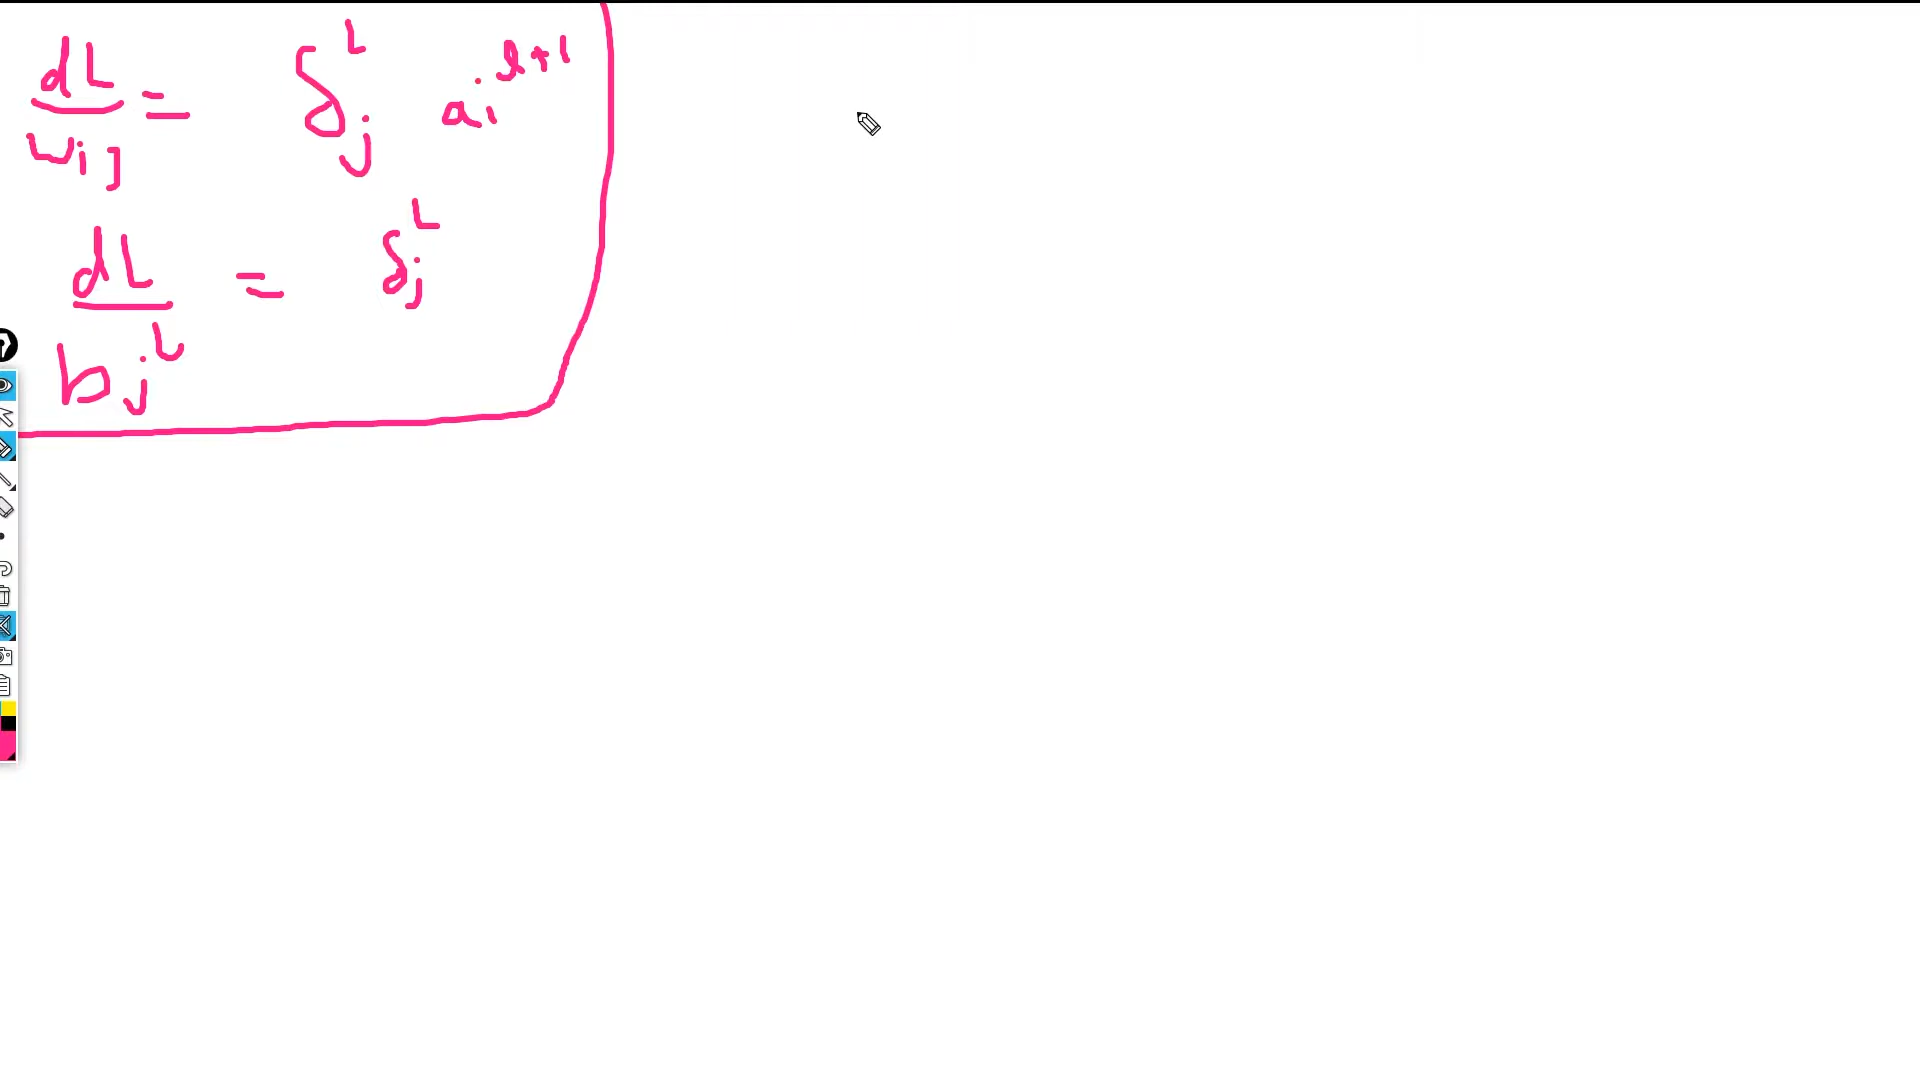 dL/wij = δj^L ai^l+1
dL/bj^L = δj^L